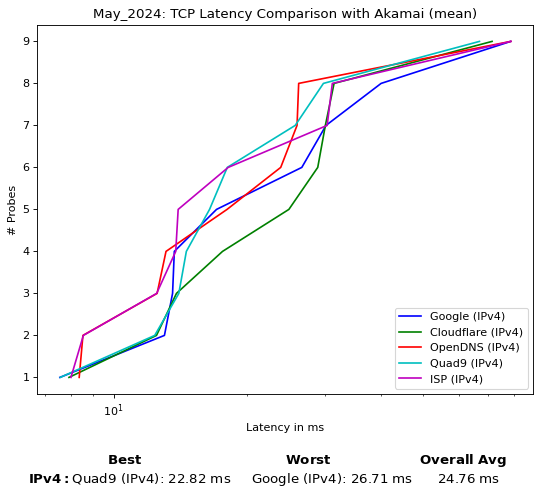 May_2024: TCP Latency Comparison with Akamai (mean)
# Probes
9
8
7
6
5
4
3
2
1
10^1
Latency in ms
Google (IPv4)
Cloudflare (IPv4)
OpenDNS (IPv4)
Quad9 (IPv4)
ISP (IPv4)
Best Worst Overall Avg
IPv4: Quad9 (IPv4): 22.82 ms Google (IPv4): 26.71 ms 24.76 ms